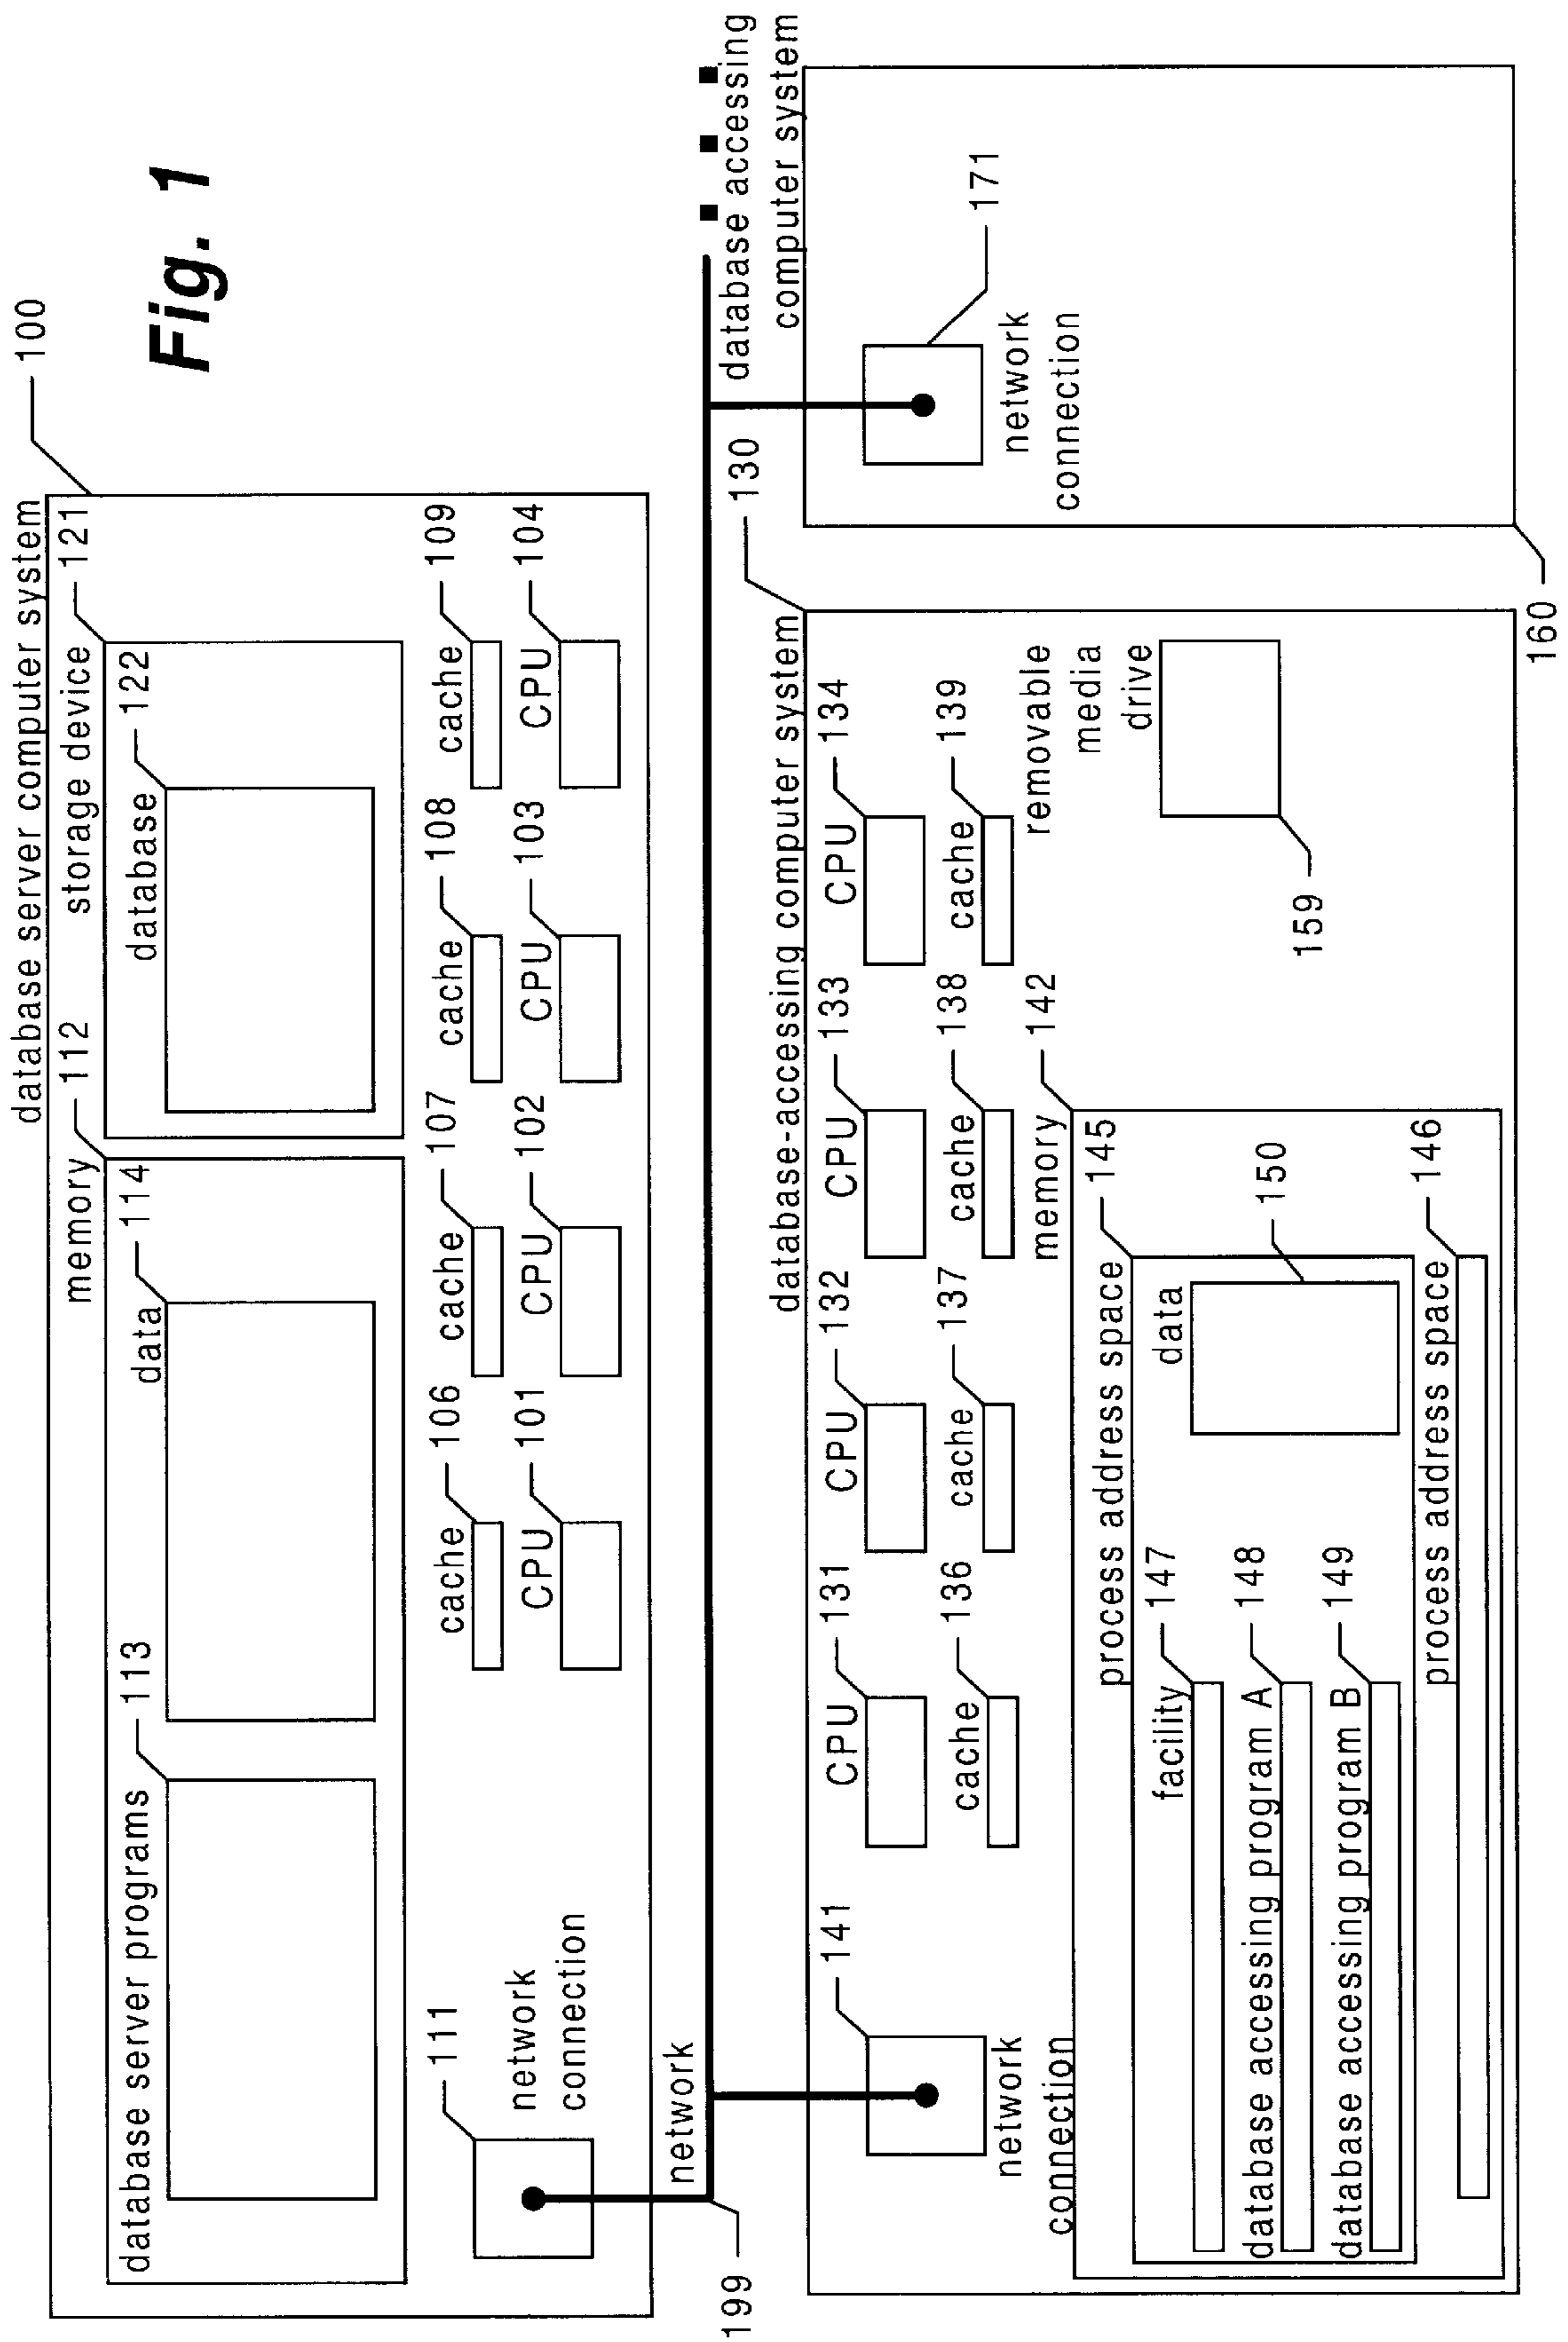 Fig. 1
database server computer system
100
memory
112
storage device
121
database server programs
113
data
114
database
122
cache
106
cache
107
cache
108
cache
109
111
network
connection
CPU
101
CPU
102
CPU
103
CPU
104
network
199
database-accessing computer system
130
database accessing
computer system
141
CPU
131
CPU
132
CPU
133
CPU
134
network
connection
cache
136
cache
137
cache
138
cache
139
171
network
connection
memory
142
removable
media
drive
159
process address space
145
facility
147
data
150
database accessing program A
148
database accessing program B
149
process address space
146
160